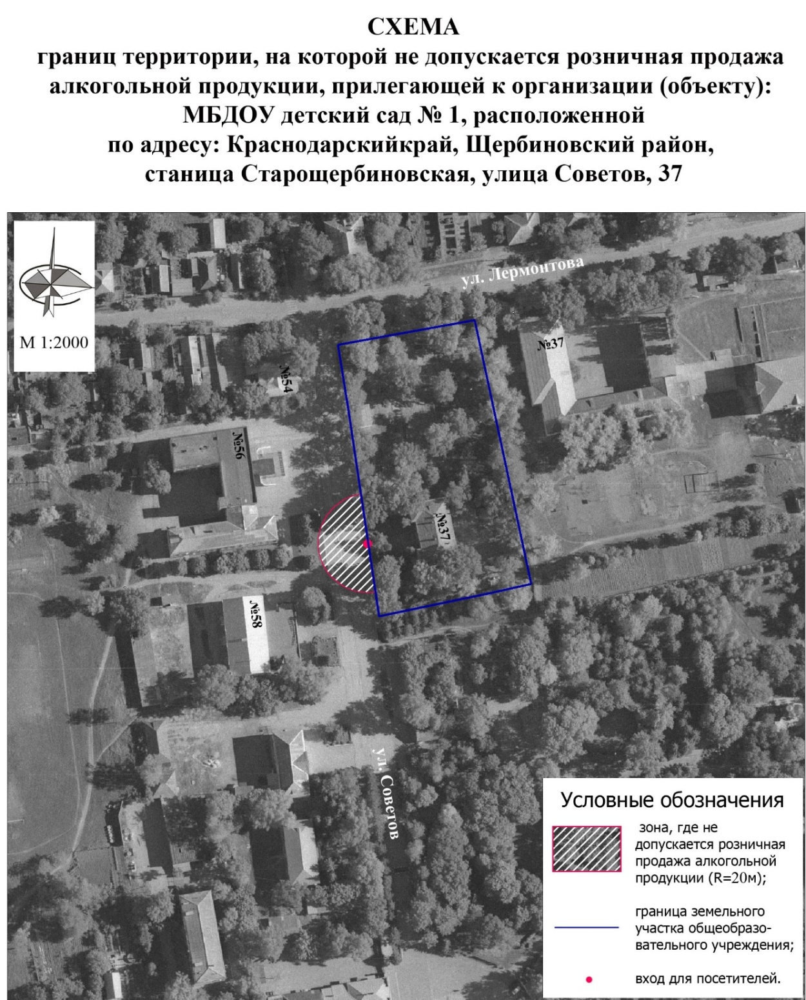 СХЕМА
границ территории, на которой не допускается розничная продажа
алкогольной продукции, прилегающей к организации (объекту):
МБДОУ детский сад № 1, расположенной
по адресу: Краснодарскийкрай, Щербиновский район,
станица Старощербиновская, улица Советов, 37
М 1:2000
ул. Лермонтова
№37
№54
№56
№37
№58
ул. Советов
Условные обозначения
зона, где не
допускается розничная
продажа алкогольной
продукции (R=20м);
граница земельного
участка общеобразо-
вательного учреждения;
вход для посетителей.